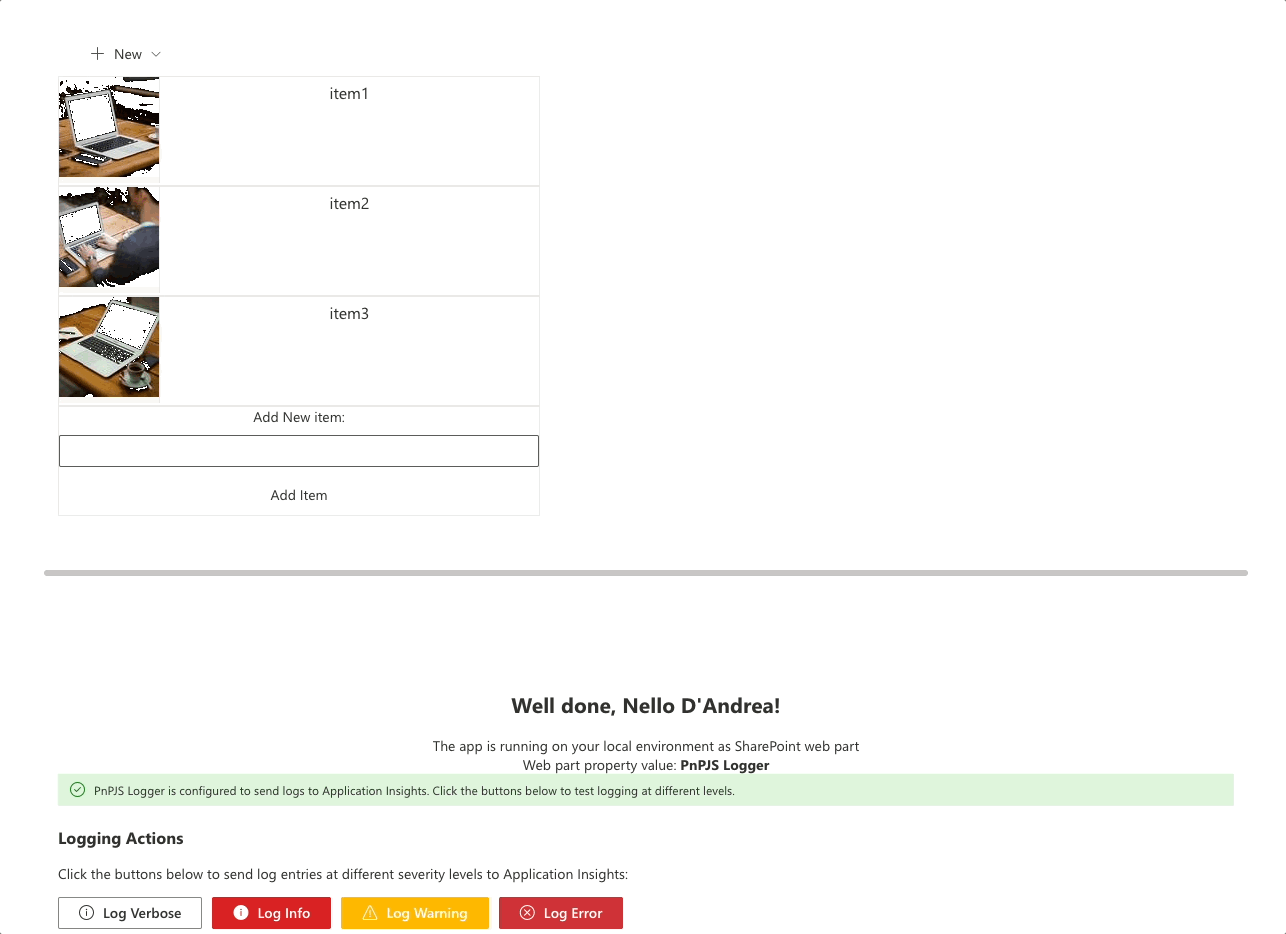 New
item1
item2
item3
Add New item:
Add Item
Well done, Nello D'Andrea!
The app is running on your local environment as SharePoint web part
Web part property value: PnPJS Logger
PnPJS Logger is configured to send logs to Application Insights. Click the buttons below to test logging at different levels.
Logging Actions
Click the buttons below to send log entries at different severity levels to Application Insights:
Log Verbose Log Info Log Warning Log Error